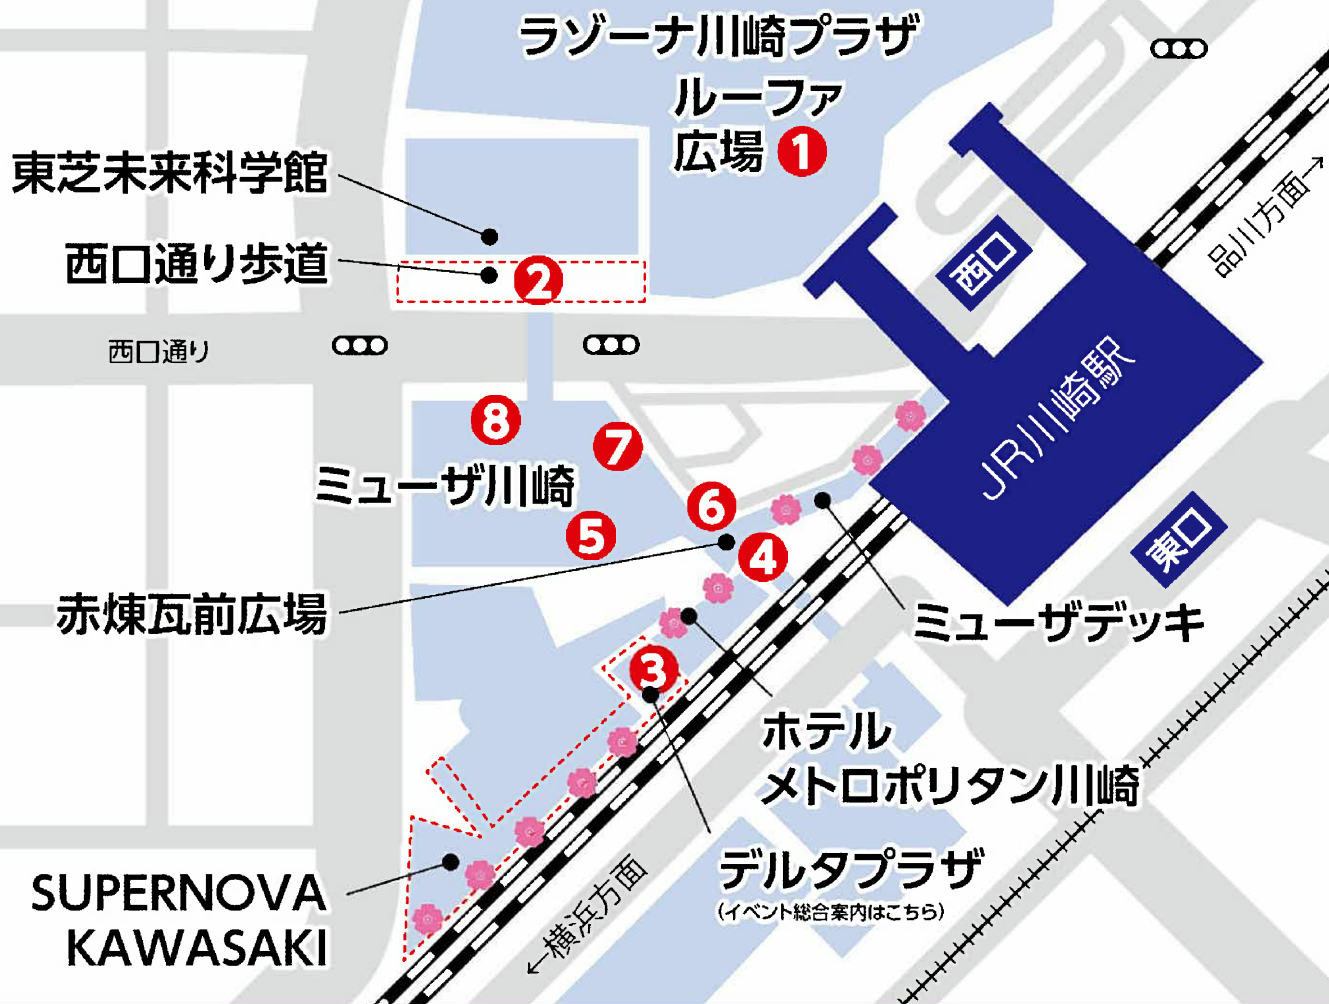 ラゾーナ川崎プラザ
ルーファ
広場 1
東芝未来科学館
西口通り歩道
2
西口通り
西口
品川方面→
JR川崎駅
東口
8
7
ミューザ川崎
6
5
4
赤煉瓦前広場
ミューザデッキ
3
ホテル
メトロポリタン川崎
デルタプラザ
(イベント総合案内はこちら)
SUPERNOVA
KAWASAKI
←横浜方面